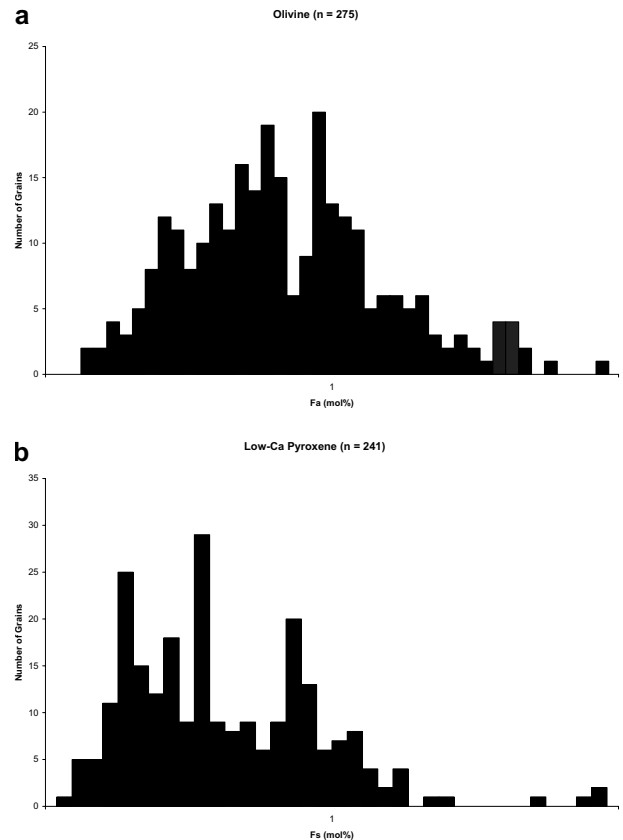 a
Olivine (n = 275)
25
20
15
10
5
0
Number of Grains
1
Fa (mol%)
b
Low-Ca Pyroxene (n = 241)
35
30
25
20
15
10
5
0
Number of Grains
1
Fs (mol%)